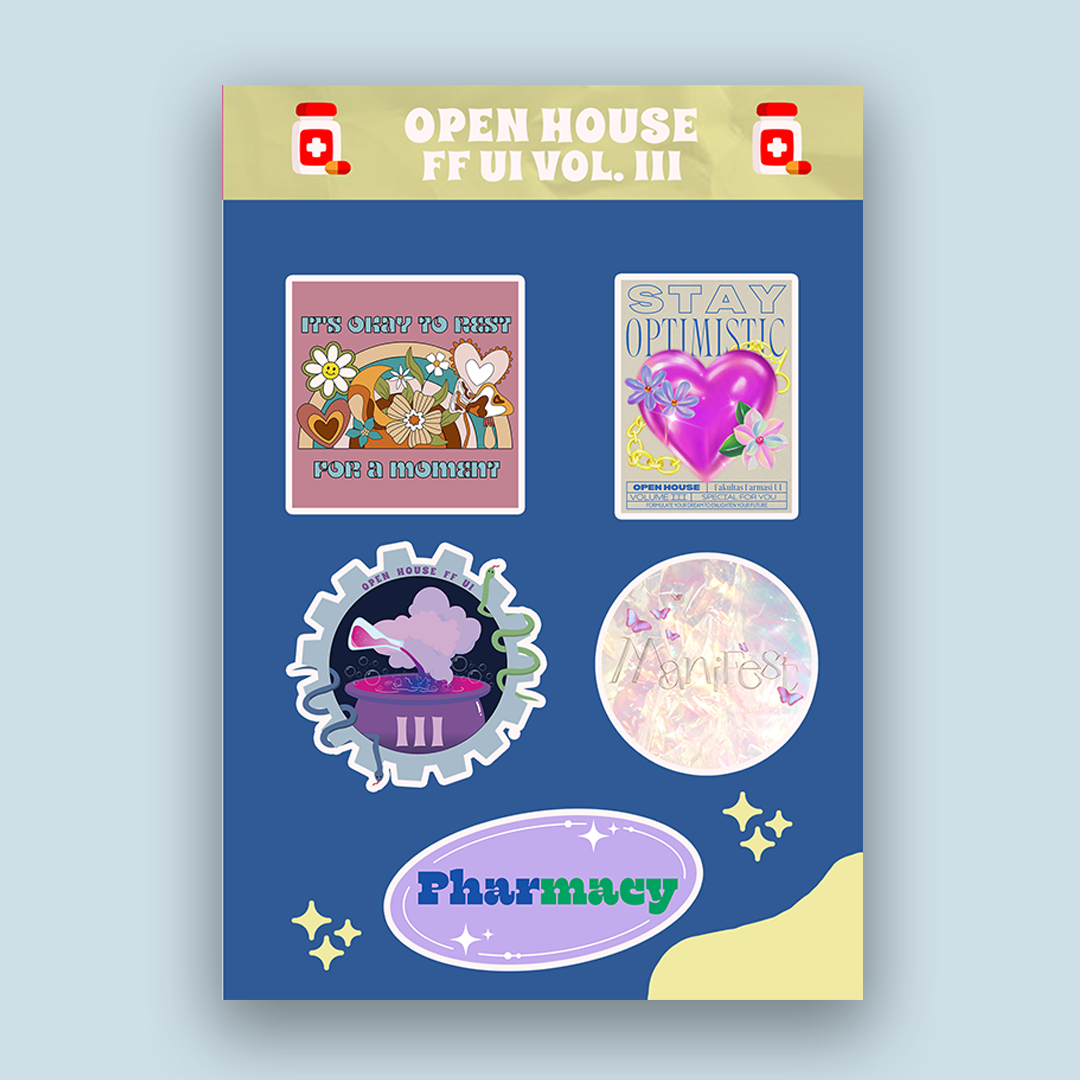 OPEN HOUSE
FF UI VOL. III
IT'S OKAY TO REST
FOR A MOMENT
STAY
OPTIMISTIC
OPEN HOUSE Fakultas Farmasi UI
VOLUME III SPECIAL FOR YOU
FORMULATE YOUR DREAM TO ENLIGHTEN YOUR FUTURE
OPEN HOUSE FF UI
III
Manifest
Pharmacy